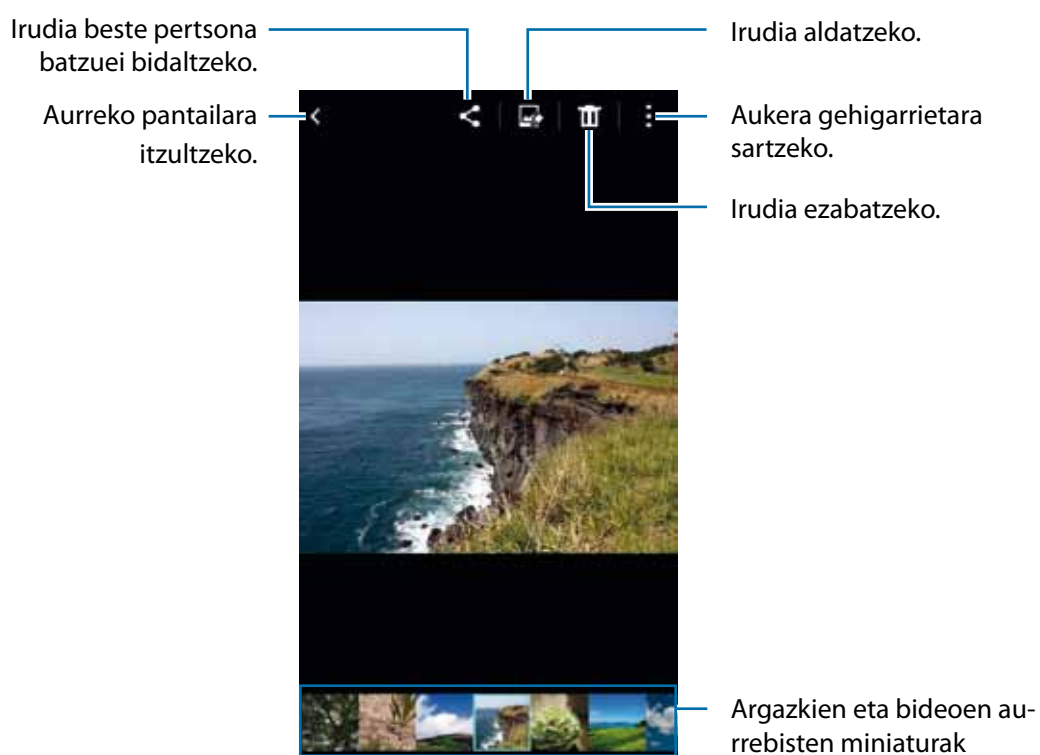 Irudia beste pertsona
batzuei bidaltzeko.
Aurreko pantailara
itzultzeko.
Irudia aldatzeko.
Aukera gehigarrietara
sartzeko.
Irudia ezabatzeko.
Argazkien eta bideoen au-
rrebisten miniaturak